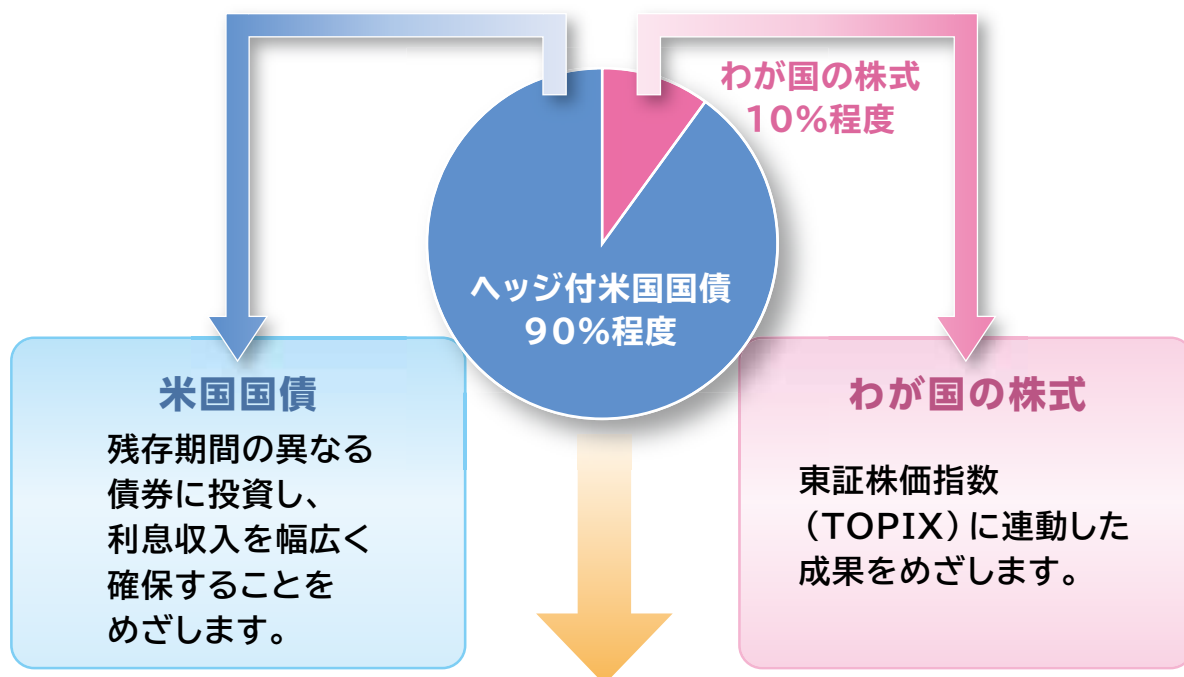 わが国の株式
10%程度
ヘッジ付米国国債
90%程度
米国国債
残存期間の異なる
債券に投資し、
利息収入を幅広く
確保することを
めざします。
わが国の株式
東証株価指数
（TOPIX）に連動した
成果をめざします。